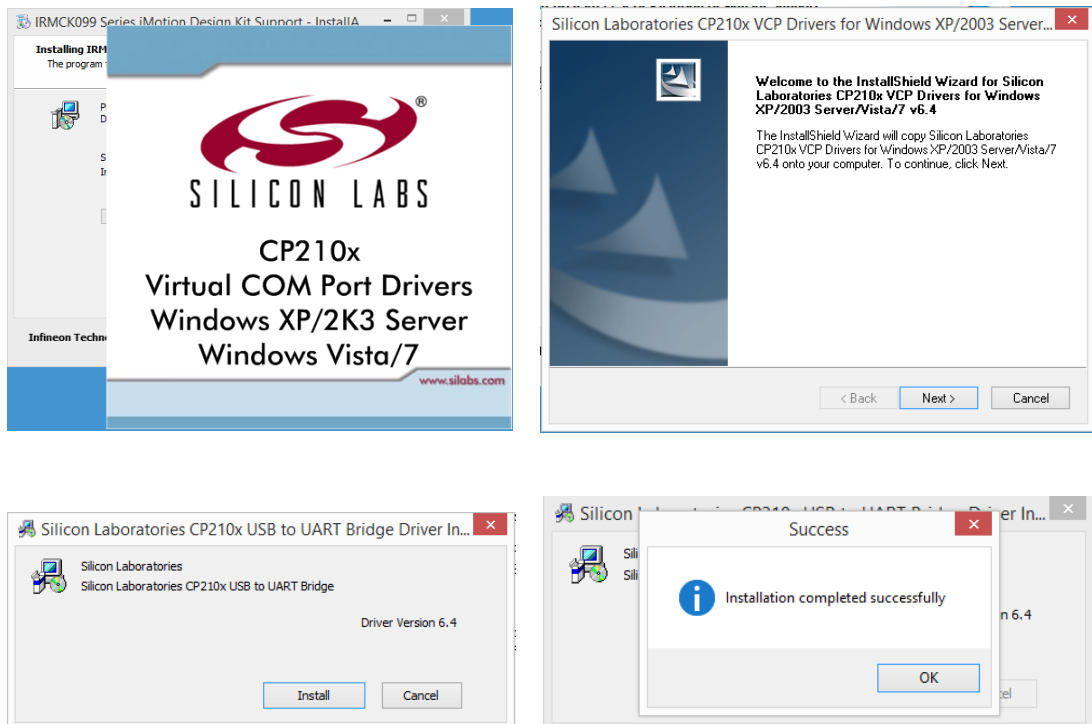 IRMCK099 Series iMotion Design Kit Support - InstallA
Installing IRM
The program
P
D
S
Ir
Infineon Techn
®
SILICON LABS
CP210x
Virtual COM Port Drivers
Windows XP/2K3 Server
Windows Vista/7
www.silabs.com
Silicon Laboratories CP210x VCP Drivers for Windows XP/2003 Server...
Welcome to the InstallShield Wizard for Silicon
Laboratories CP210x VCP Drivers for Windows
XP/2003 Server/Vista/7 v6.4
The InstallShield Wizard will copy Silicon Laboratories
CP210x VCP Drivers for Windows XP/2003 Server/Vista/7
v6.4 onto your computer. To continue, click Next.
< Back
Next >
Cancel
Silicon Laboratories CP210x USB to UART Bridge Driver In...
Silicon Laboratories
Silicon Laboratories CP210x USB to UART Bridge
Driver Version 6.4
Install
Cancel
Silicon
er In...
Success
Sili
Sili
Installation completed successfully
n 6.4
OK
cel